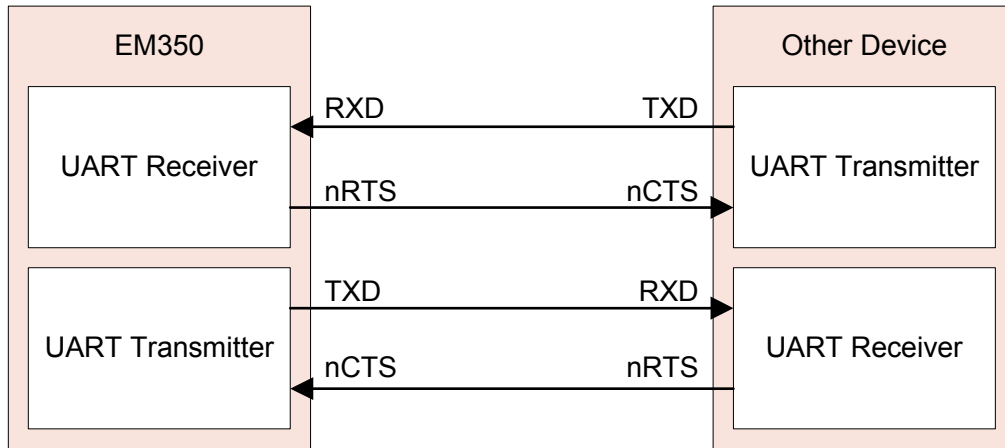 EM350
Other Device
RXD
TXD
UART Receiver
UART Transmitter
nRTS
nCTS
TXD
RXD
UART Transmitter
UART Receiver
nCTS
nRTS